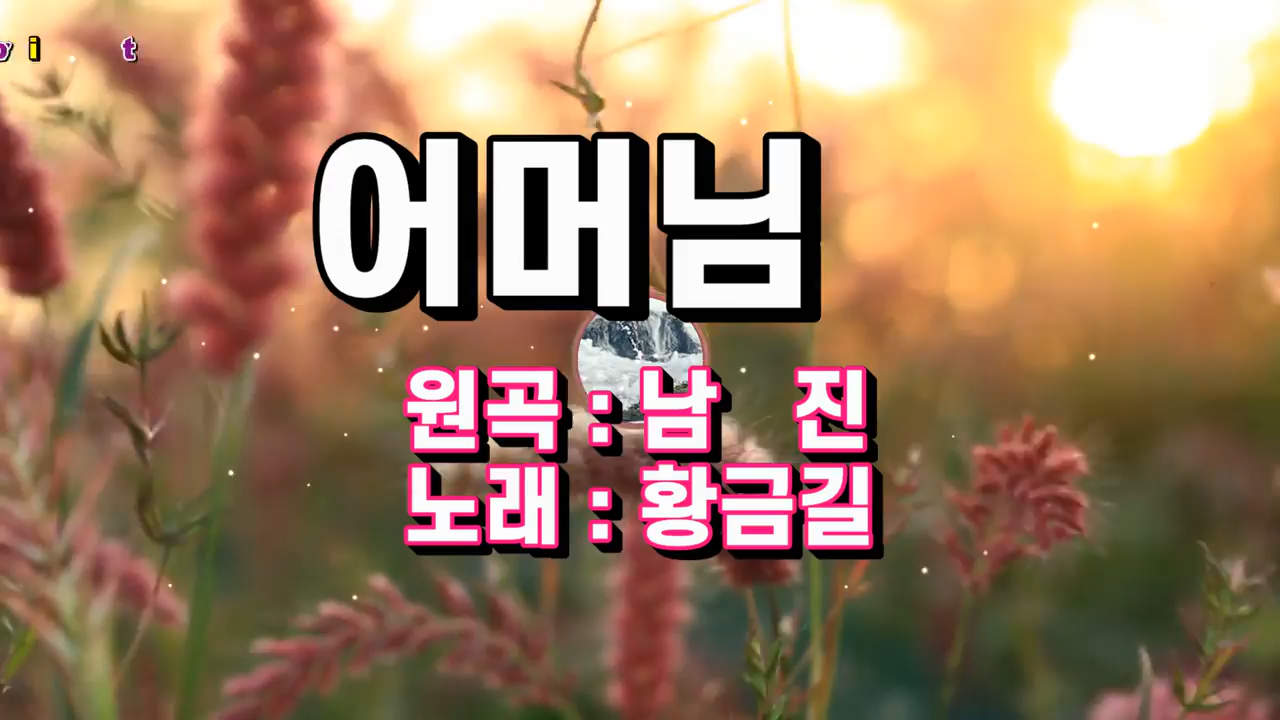 어머님
원곡 : 남 진
노래 : 황금길